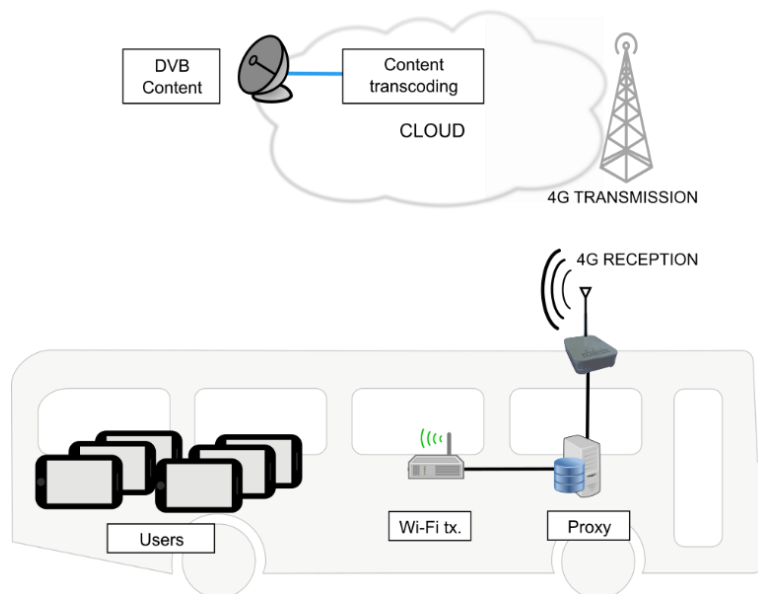 DVB
Content
Content
transcoding
CLOUD
4G TRANSMISSION
4G RECEPTION
Users
Wi-Fi tx.
Proxy